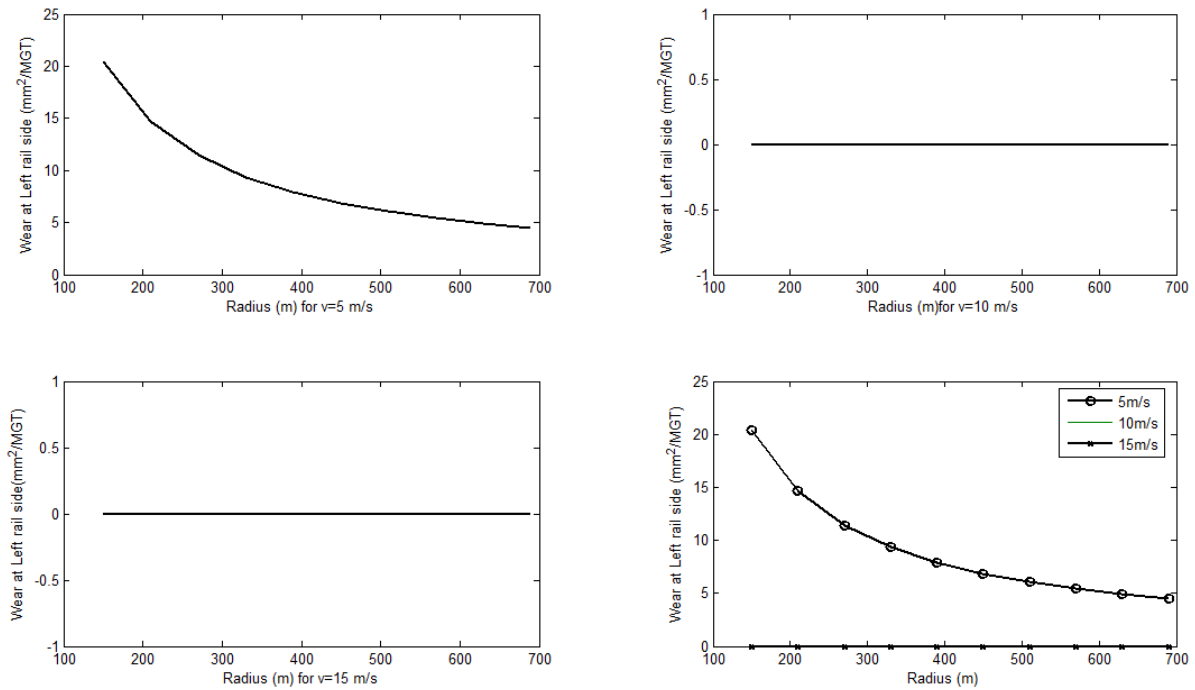 25
20
15
10
5
0
100 200 300 400 500 600 700
Wear at Left rail side (mm²/MGT)
Radius (m) for v=5 m/s
1
0.5
0
-0.5
-1
100 200 300 400 500 600 700
Wear at Left rail side (mm²/MGT)
Radius (m)for v=10 m/s
1
0.5
0
-0.5
-1
100 200 300 400 500 600 700
Wear at Left rail side(mm²/MGT)
Radius (m) for v=15 m/s
25
20
15
10
5
0
100 200 300 400 500 600 700
Wear at Left rail side (mm²/MGT)
Radius (m)
5m/s
10m/s
15m/s